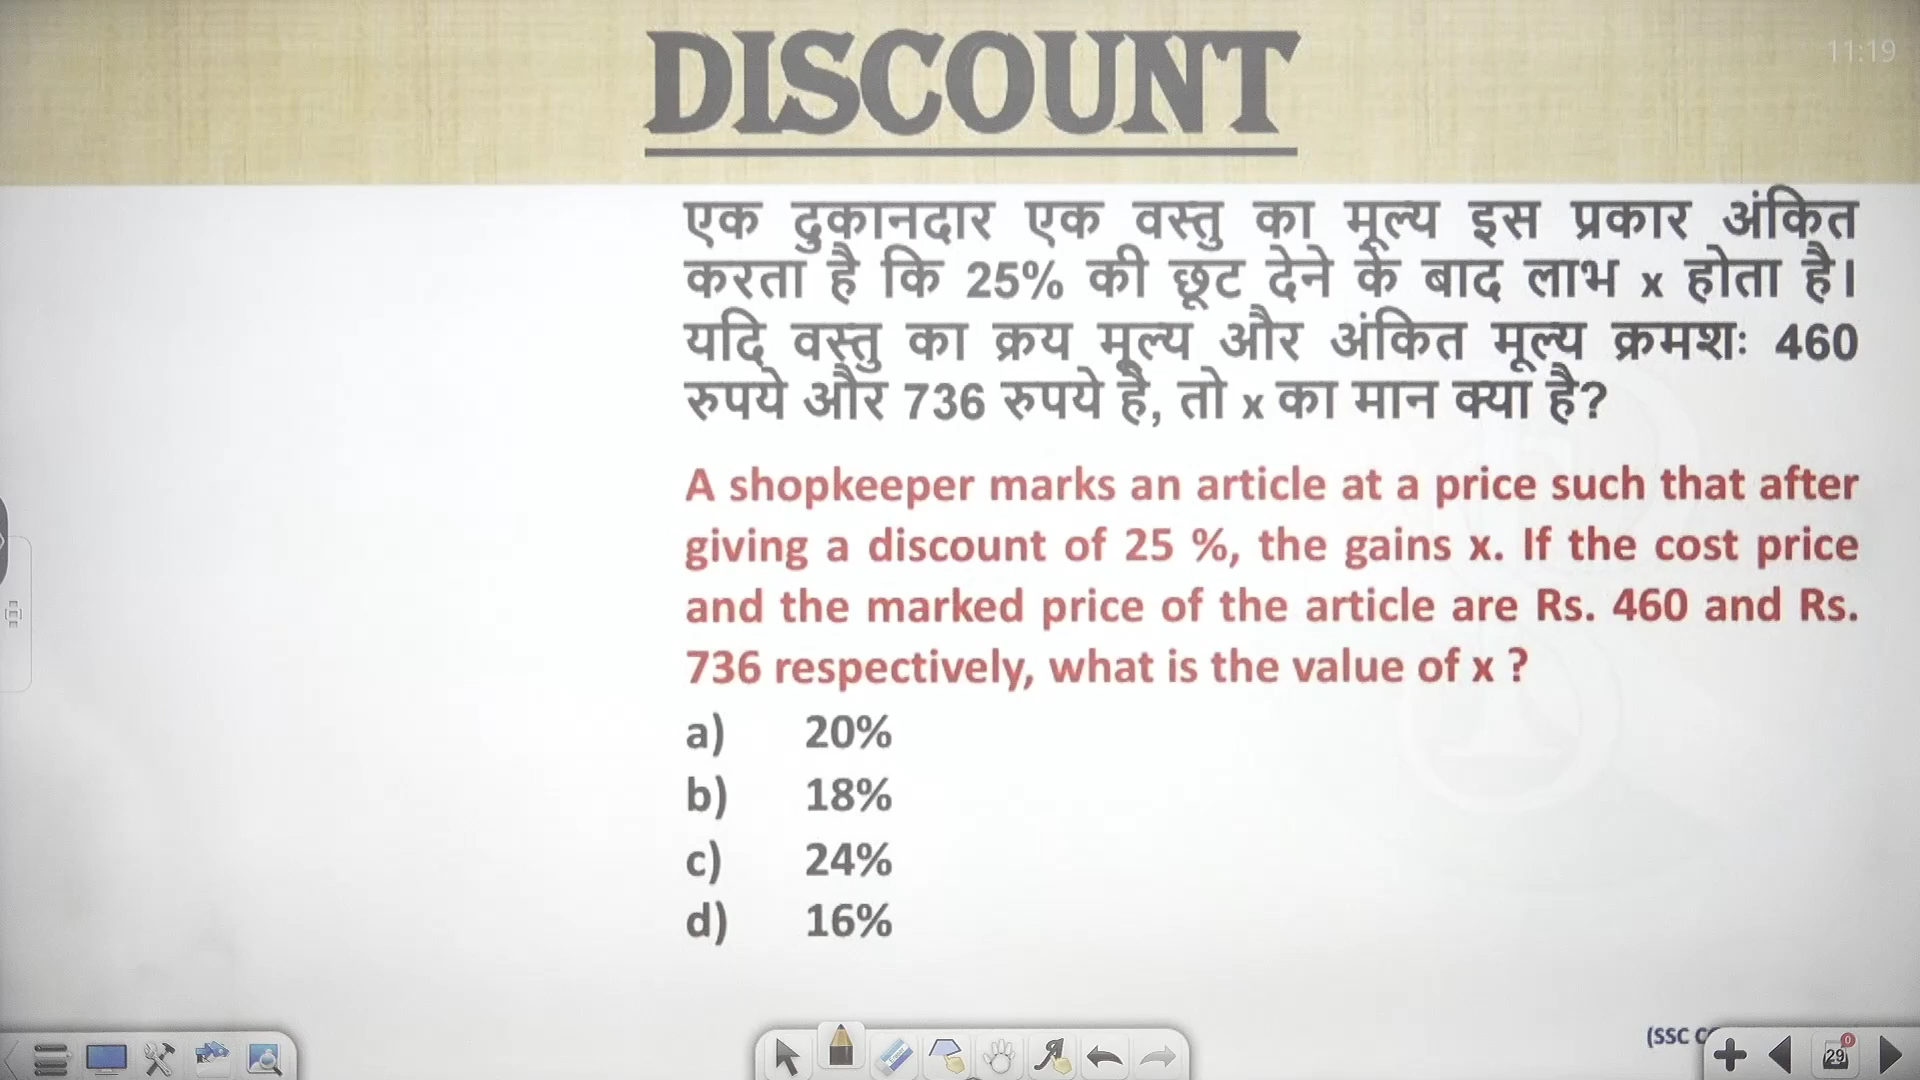 DISCOUNT
11:19
एक दुकानदार एक वस्तु का मूल्य इस प्रकार अंकित
करता है कि 25% की छूट देने के बाद लाभ x होता है।
यदि वस्तु का क्रय मूल्य और अंकित मूल्य क्रमशः 460
रुपये और 736 रुपये है, तो x का मान क्या है?
A shopkeeper marks an article at a price such that after
giving a discount of 25 %, the gains x. If the cost price
and the marked price of the article are Rs. 460 and Rs.
736 respectively, what is the value of x ?
a) 20%
b) 18%
c) 24%
d) 16%
(SSC
29
0